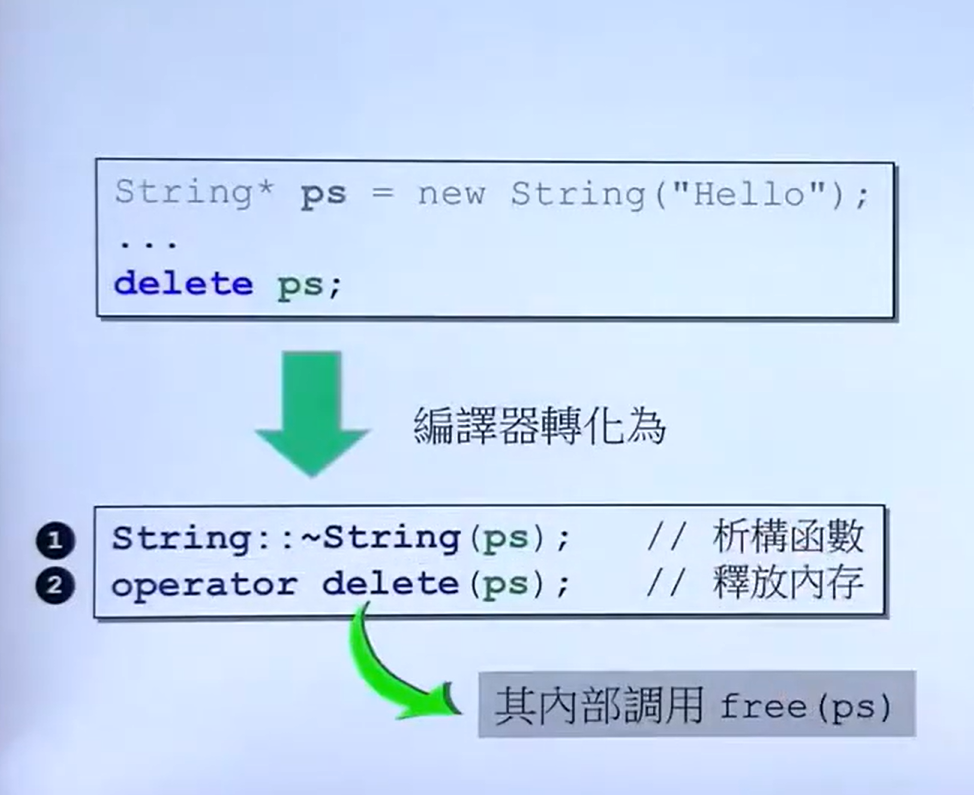 String* ps = new String("Hello");
...
delete ps;
編譯器轉化為
1 String::~String(ps); // 析構函數
2 operator delete(ps); // 釋放內存
其內部調用 free(ps)